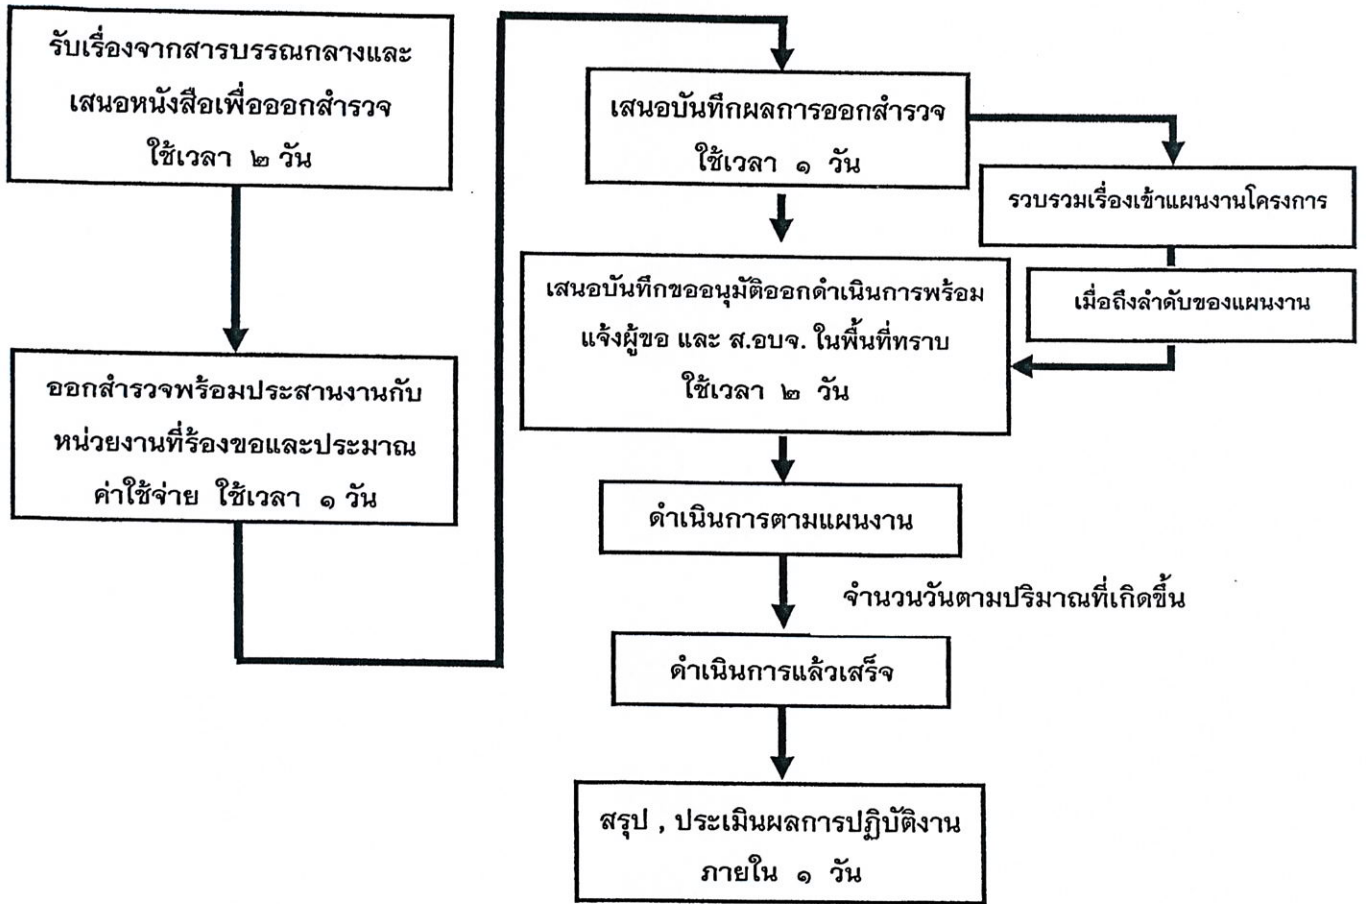 รับเรื่องจากสารบรรณกลางและ
เสนอหนังสือเพื่อออกสำรวจ
ใช้เวลา ๒ วัน
ออกสำรวจพร้อมประสานงานกับ
หน่วยงานที่ร้องขอและประมาณ
ค่าใช้จ่าย ใช้เวลา ๑ วัน
เสนอบันทึกผลการออกสำรวจ
ใช้เวลา ๑ วัน
รวบรวมเรื่องเข้าแผนงานโครงการ
เมื่อถึงลำดับของแผนงาน
เสนอบันทึกขออนุมัติออกดำเนินการพร้อม
แจ้งผู้ขอ และ ส.อบจ. ในพื้นที่ทราบ
ใช้เวลา ๒ วัน
ดำเนินการตามแผนงาน
จำนวนวันตามปริมาณที่เกิดขึ้น
ดำเนินการแล้วเสร็จ
สรุป , ประเมินผลการปฏิบัติงาน
ภายใน ๑ วัน